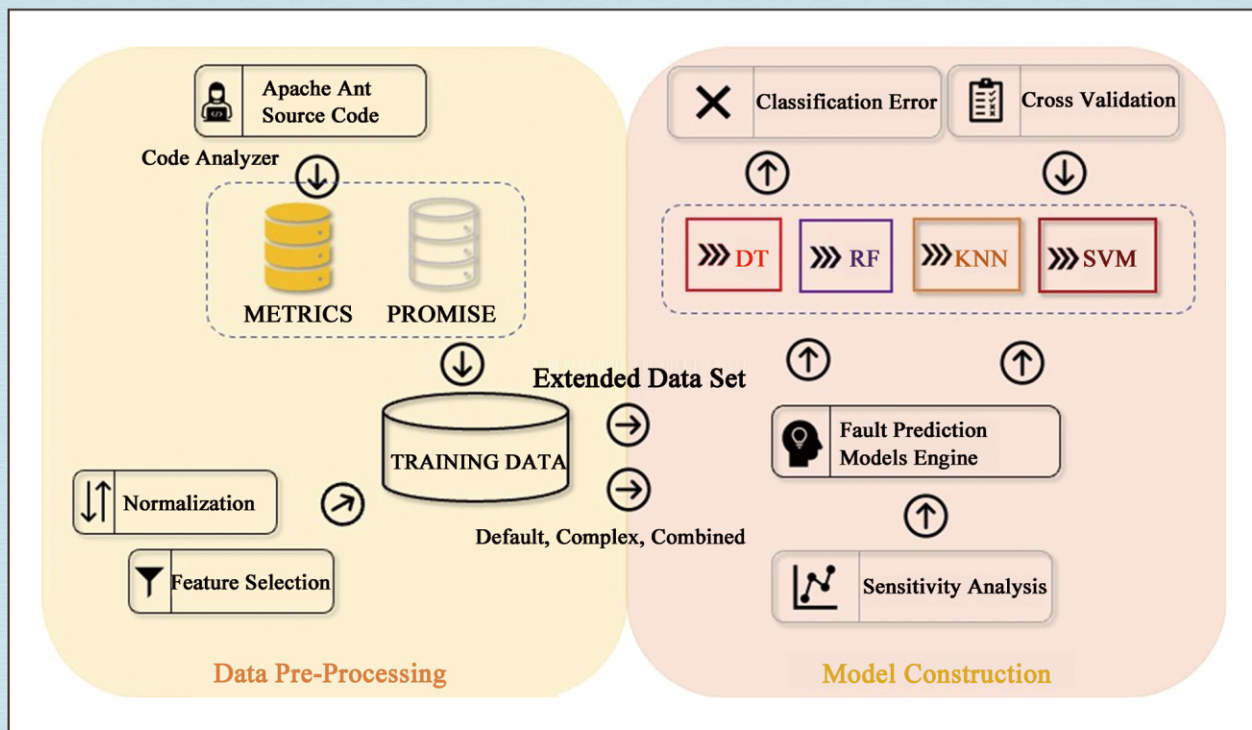 Apache Ant
Source Code
Code Analyzer
METRICS
PROMISE
TRAINING DATA
Normalization
Feature Selection
Extended Data Set
Default, Complex, Combined
Data Pre-Processing
Classification Error
Cross Validation
DT
RF
KNN
SVM
Fault Prediction
Models Engine
Sensitivity Analysis
Model Construction